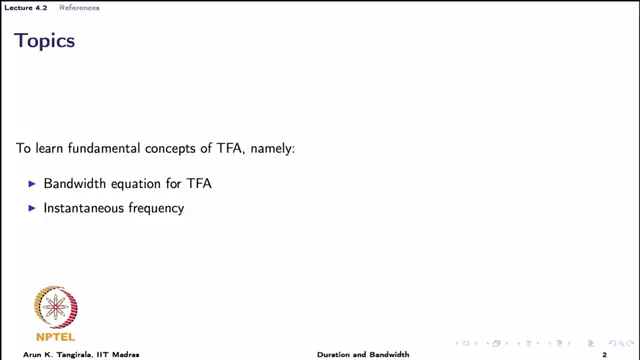 Lecture 4.2 References
Topics
To learn fundamental concepts of TFA, namely:
Bandwidth equation for TFA
Instantaneous frequency
NPTEL
Arun K. Tangirala, IIT Madras Duration and Bandwidth 2